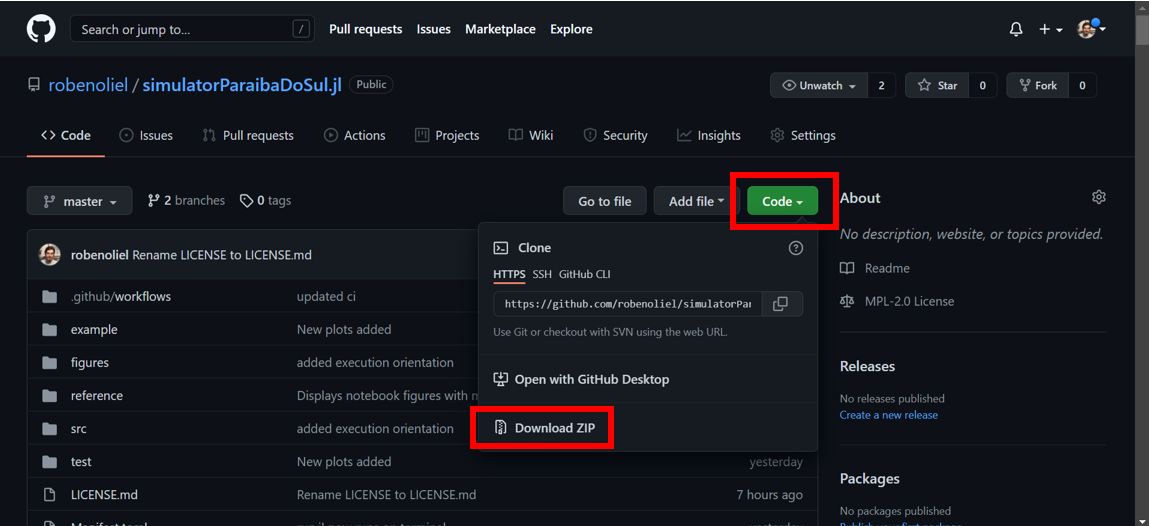 Search or jump to... /
Pull requests Issues Marketplace Explore
robenoliel / simulatorParaibaDoSul.jl Public
Unwatch 2 Star 0 Fork 0
Code Issues Pull requests Actions Projects Wiki Security Insights Settings
master 2 branches 0 tags
Go to file Add file Code
About
No description, website, or topics provided.
Readme
MPL-2.0 License
Releases
No releases published
Create a new release
Packages
No packages published
Publish your first package
Clone
HTTPS SSH GitHub CLI
https://github.com/robenoliel/simulatorPar
Use Git or checkout with SVN using the web URL.
Open with GitHub Desktop
Download ZIP
robenoliel Rename LICENSE to LICENSE.md
.github/workflows updated ci
example New plots added
figures added execution orientation
reference Displays notebook figures with
src added execution orientation
test New plots added yesterday
LICENSE.md Rename LICENSE to LICENSE.md 7 hours ago